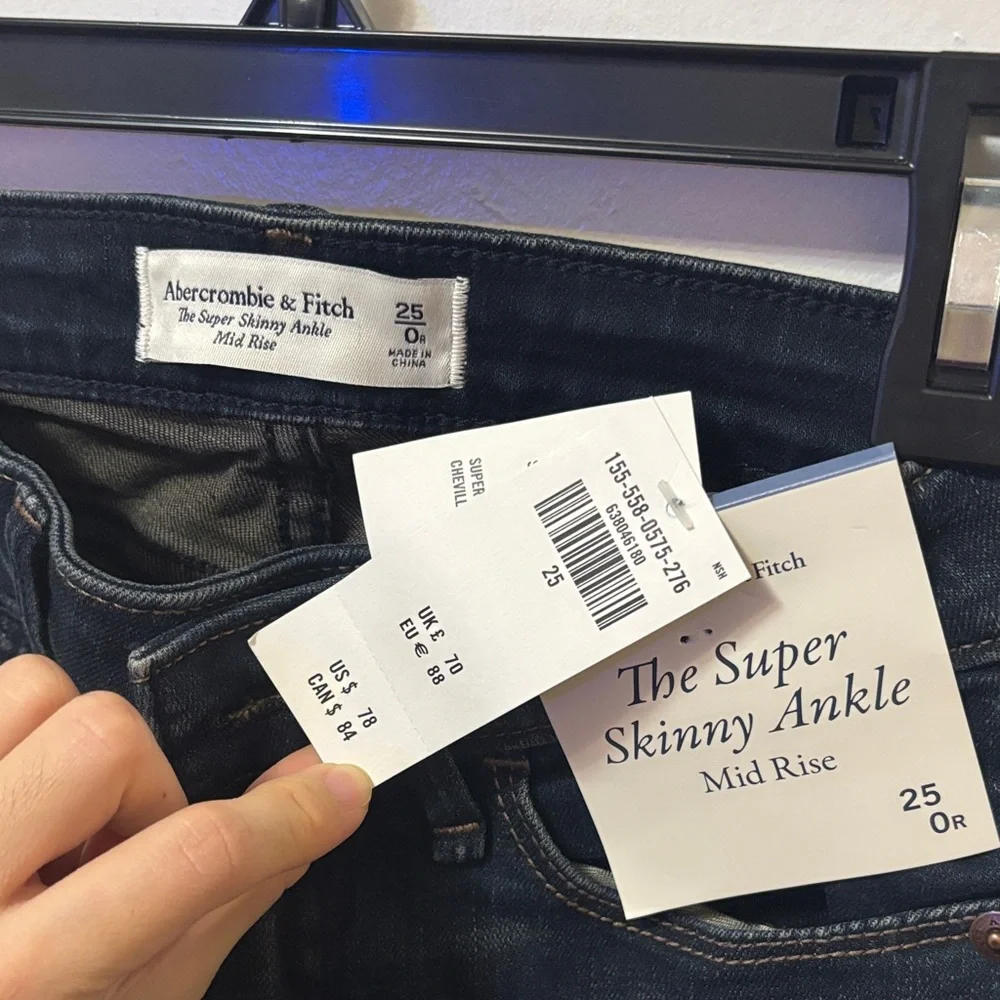 Abercrombie & Fitch
The Super Skinny Ankle
Mid Rise
25
0R
MADE IN
CHINA
SUPER
CHEVILL
155-558-0575-276
638046180
25
NSH
UK £ 70
EU € 88
US $ 78
CAN $ 84
Fitch
The Super
Skinny Ankle
Mid Rise
25
0R